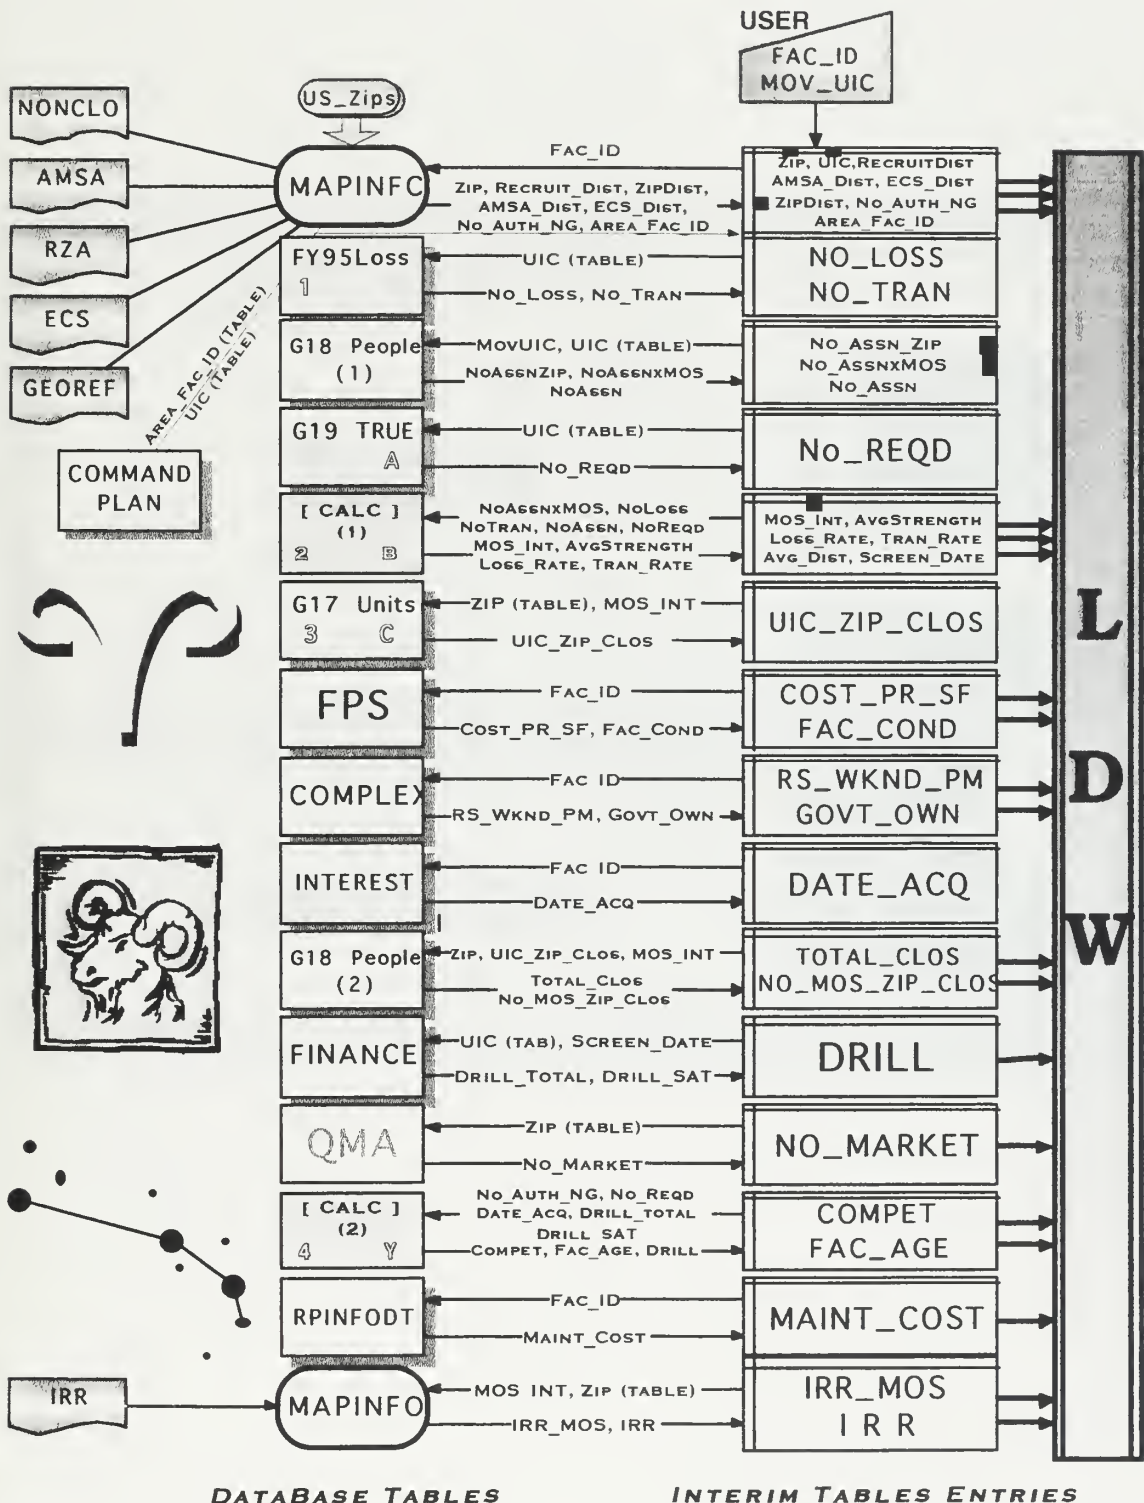 USER
FAC_ID
MOV_UIC
US_Zips
NONCLO
AMSA
RZA
ECS
GEOREF
MAPINFO
FAC_ID
ZIP, RECRUIT_DIST, ZIPDIST,
AMSA_DIST, ECS_DIST,
NO_AUTH_NG, AREA_FAC_ID
ZIP, UIC,RECRUITDIST
AMSA_DIST, ECS_DIST
ZIPDIST, NO_AUTH_NG
AREA_FAC_ID
AREA_FAC_ID (TABLE)
UIC (TABLE)
COMMAND
PLAN
FY95Loss
1
UIC (TABLE)
NO_LOSS, NO_TRAN
NO_LOSS
NO_TRAN
G18 People
(1)
MOVUIC, UIC (TABLE)
NOASSNZIP, NOASSNXMOS
NOASSN
NO_ASSN_ZIP
NO_ASSNXMOS
NO_ASSN
G19 TRUE
A
UIC (TABLE)
NO_REQD
NO_REQD
[ CALC ]
(1)
2 B
NOASSNXMOS, NOLOSS
NOTRAN, NOASSN, NOREQD
MOS_INT, AVGSTRENGTH
LOSS_RATE, TRAN_RATE
MOS_INT, AVGSTRENGTH
LOSS_RATE, TRAN_RATE
AVG_DIST, SCREEN_DATE
G17 Units
3 C
ZIP (TABLE), MOS_INT
UIC_ZIP_CLOS
UIC_ZIP_CLOS
FPS
FAC_ID
COST_PR_SF, FAC_COND
COST_PR_SF
FAC_COND
COMPLEX
FAC ID
RS_WKND_PM, GOVT_OWN
RS_WKND_PM
GOVT_OWN
INTEREST
FAC ID
DATE_ACQ
DATE_ACQ
G18 People
(2)
ZIP, UIC_ZIP_CLOS, MOS_INT
TOTAL_CLOS
NO_MOS_ZIP_CLOS
TOTAL_CLOS
NO_MOS_ZIP_CLOS
FINANCE
UIC (TAB), SCREEN_DATE
DRILL_TOTAL, DRILL_SAT
DRILL
QMA
ZIP (TABLE)
NO_MARKET
NO_MARKET
[ CALC ]
(2)
4 Y
NO_AUTH_NG, NO_REQD
DATE_ACQ, DRILL_TOTAL
DRILL SAT
COMPET, FAC_AGE, DRILL
COMPET
FAC_AGE
RPINFODT
FAC_ID
MAINT_COST
MAINT_COST
IRR
MAPINFO
MOS INT, ZIP (TABLE)
IRR_MOS, IRR
IRR_MOS
I R R
L
D
W
DATABASE TABLES
INTERIM TABLES ENTRIES